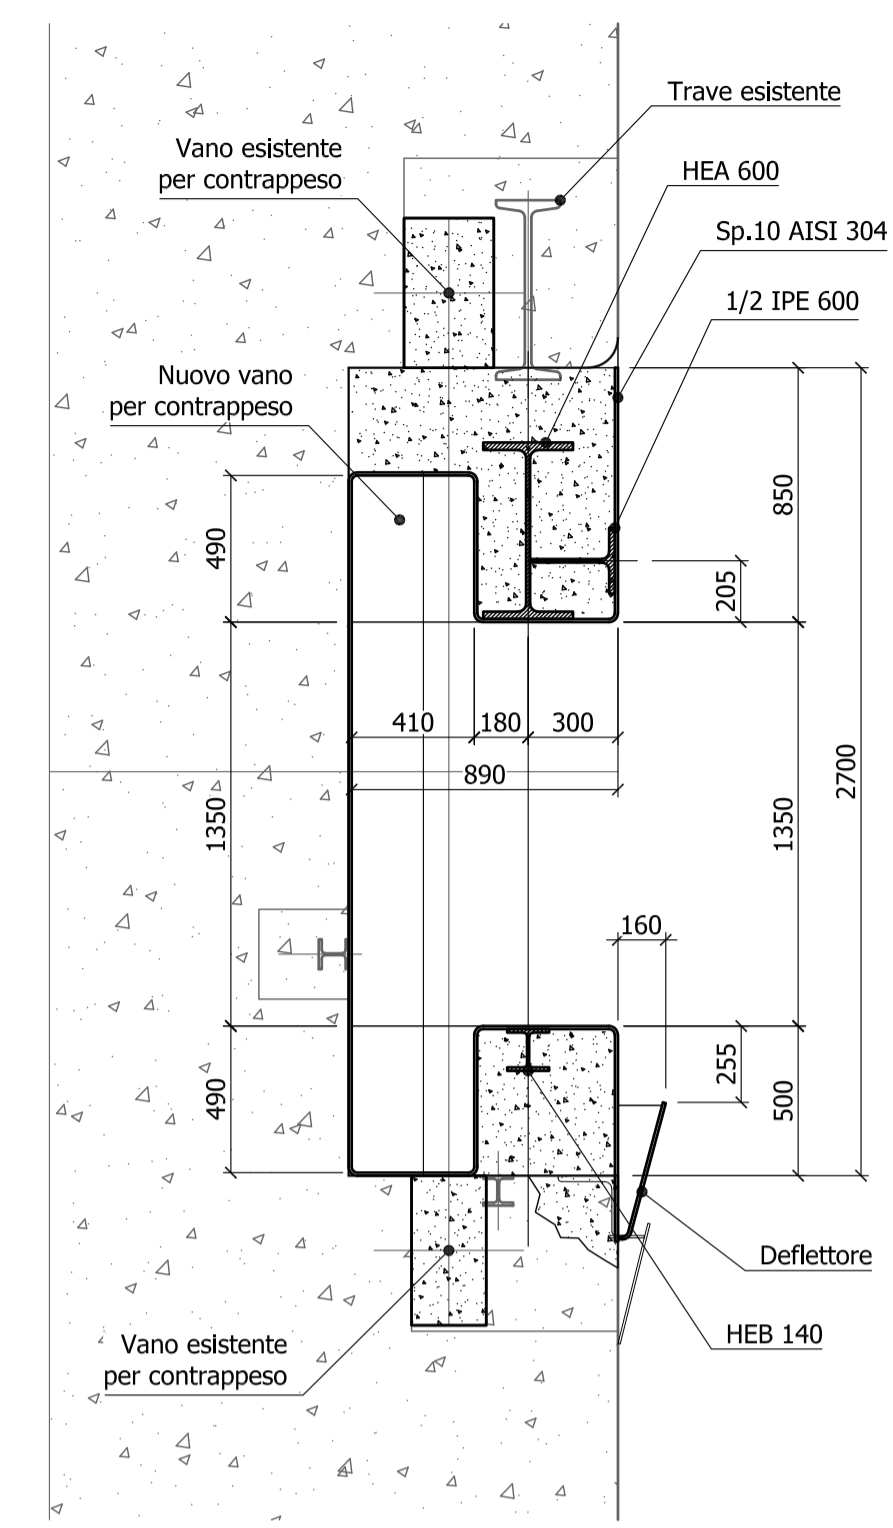 Trave esistente
Vano esistente
per contrappeso
HEA 600
Sp.10 AISI 304
1/2 IPE 600
Nuovo vano
per contrappeso
490
850
205
410
180
300
890
2700
1350
1350
160
255
490
500
Deflettore
HEB 140
Vano esistente
per contrappeso